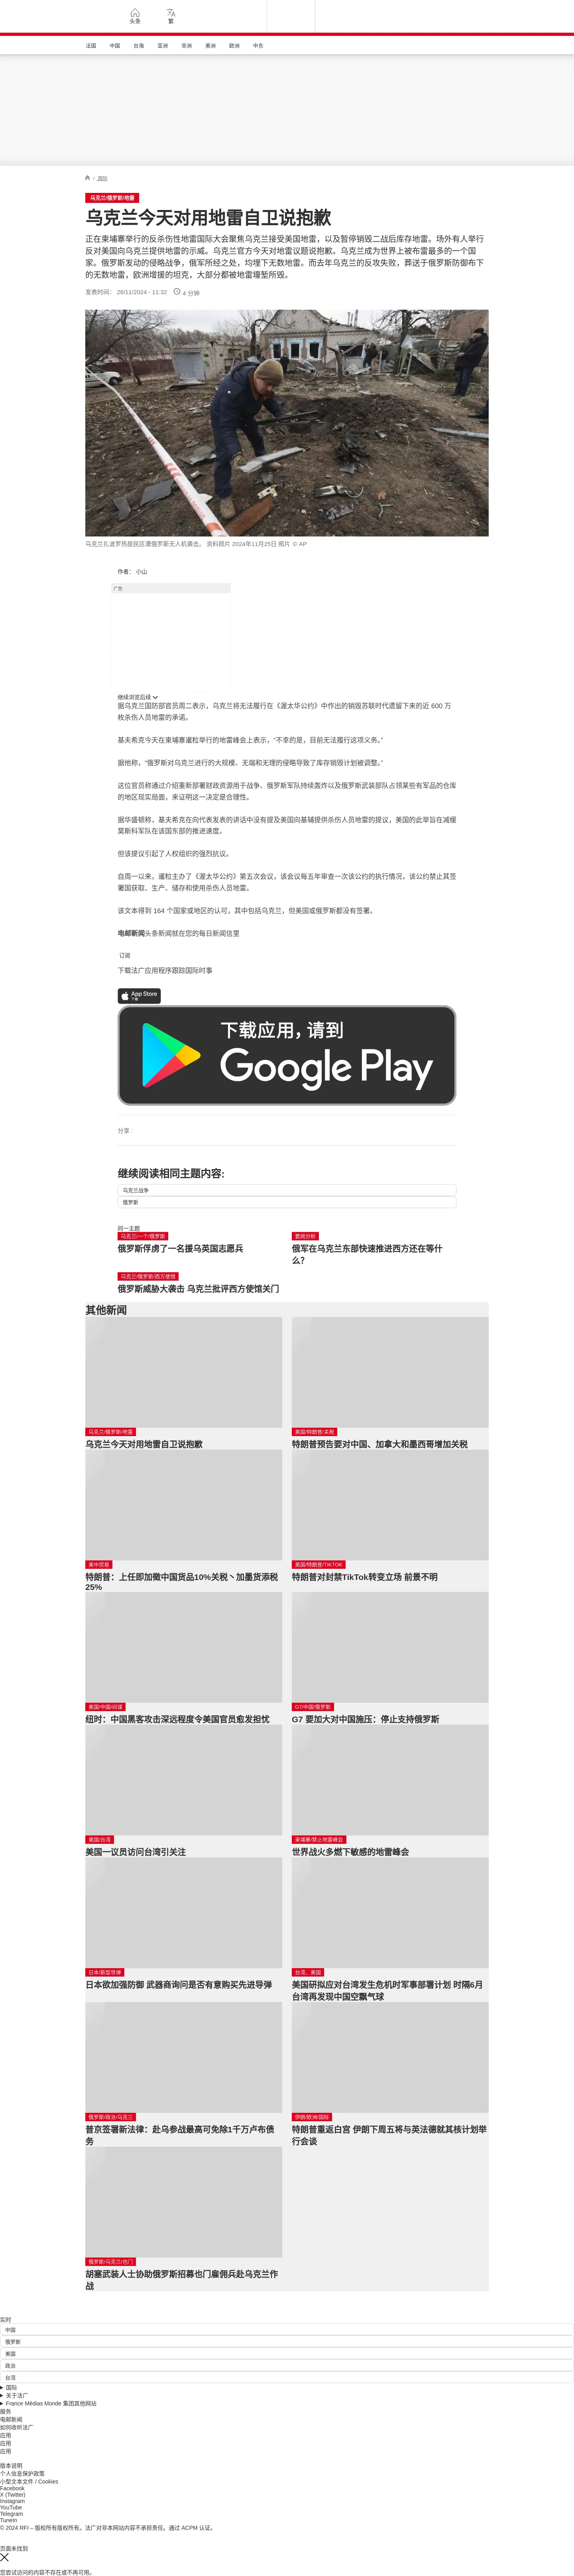 头条
繁
法国 中国 台海 亚洲 非洲 美洲 欧洲 中东
/ 国际
乌克兰/俄罗斯/地雷
乌克兰今天对用地雷自卫说抱歉
正在柬埔寨举行的反杀伤性地雷国际大会聚焦乌克兰接受美国地雷，以及暂停销毁二战后库存地雷。场外有人举行
反对美国向乌克兰提供地雷的示威。乌克兰官方今天对地雷议题说抱歉。乌克兰成为世界上被布雷最多的一个国
家。俄罗斯发动的侵略战争，俄军所经之处，均埋下无数地雷。而去年乌克兰的反攻失败，葬送于俄罗斯防御布下
的无数地雷，欧洲增援的坦克，大部分都被地雷壕堑所毁。
发表时间： 26/11/2024 - 11:32 4 分钟
乌克兰扎波罗热居民区遭俄罗斯无人机袭击。 资料照片 2024年11月25日 照片 © AP
作者： 小山
广告
继续浏览后续
据乌克兰国防部官员周二表示，乌克兰将无法履行在《渥太华公约》中作出的销毁苏联时代遗留下来的近 600 万
枚杀伤人员地雷的承诺。
基夫希克今天在柬埔寨暹粒举行的地雷峰会上表示，“不幸的是，目前无法履行这项义务。”
据他称，“俄罗斯对乌克兰进行的大规模、无端和无理的侵略导致了库存销毁计划被调整。”
这位官员称通过介绍重新部署财政资源用于战争、俄罗斯军队持续轰炸以及俄罗斯武装部队占领某些有军品的仓库
的地区现实局面，来证明这一决定是合理性。
据华盛顿称，基夫希克在向代表发表的讲话中没有提及美国向基辅提供杀伤人员地雷的提议，美国的此举旨在减缓
莫斯科军队在该国东部的推进速度。
但该提议引起了人权组织的强烈抗议。
自周一以来，暹粒主办了《渥太华公约》第五次会议，该会议每五年审查一次该公约的执行情况，该公约禁止其签
署国获取、生产、储存和使用杀伤人员地雷。
该文本得到 164 个国家或地区的认可，其中包括乌克兰，但美国或俄罗斯都没有签署。
电邮新闻头条新闻就在您的每日新闻信里
订阅
下载法广应用程序跟踪国际时事
App Store
下载
下载应用，请到
Google Play
分享 :
继续阅读相同主题内容:
乌克兰战争
俄罗斯
同一主题
乌克兰/一个/俄罗斯
俄罗斯俘虏了一名援乌英国志愿兵
要闻分析
俄军在乌克兰东部快速推进西方还在等什
么？
乌克兰/俄罗斯/西方使馆
俄罗斯威胁大袭击 乌克兰批评西方使馆关门
其他新闻
乌克兰/俄罗斯/地雷
乌克兰今天对用地雷自卫说抱歉
美国/特朗普/关税
特朗普预告要对中国、加拿大和墨西哥增加关税
美中贸易
特朗普：上任即加徵中国货品10%关税丶加墨货添税
25%
美国/特朗普/TIKTOK
特朗普对封禁TikTok转变立场 前景不明
美国/中国/间谍
纽时：中国黑客攻击深远程度令美国官员愈发担忧
G7/中国/俄罗斯
G7 要加大对中国施压：停止支持俄罗斯
美国/台湾
美国一议员访问台湾引关注
柬埔寨/禁止地雷峰会
世界战火多燃下敏感的地雷峰会
日本/新型导弹
日本欲加强防御 武器商询问是否有意购买先进导弹
台湾、美国
美国研拟应对台湾发生危机时军事部署计划 时隔6月
台湾再发现中国空飘气球
俄罗斯/政治/乌克兰
普京签署新法律：赴乌参战最高可免除1千万卢布债
务
伊朗/欧洲/国际
特朗普重返白宫 伊朗下周五将与英法德就其核计划举
行会谈
俄罗斯/乌克兰/也门
胡塞武装人士协助俄罗斯招募也门雇佣兵赴乌克兰作
战
实时
中国
俄罗斯
美国
政治
台湾
国际
关于法广
France Médias Monde 集团其他网站
服务
电邮新闻
如何收听法广
应用
应用
应用
版本说明
个人信息保护政策
小型文本文件 / Cookies
Facebook
X (Twitter)
Instagram
YouTube
Telegram
TuneIn
© 2024 RFI – 版权所有版权所有。法广对非本网站内容不承担责任。通过 ACPM 认证。
页面未找到
您尝试访问的内容不存在或不再可用。